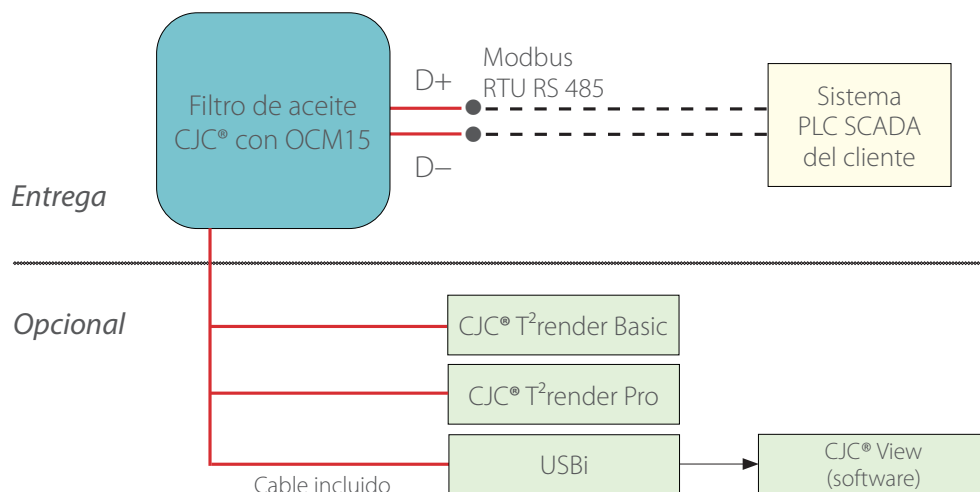 Filtro de aceite
CJC® con OCM15
D+
D–
Modbus
RTU RS 485
Sistema
PLC SCADA
del cliente
Entrega
Opcional
CJC® T²render Basic
CJC® T²render Pro
USBi
CJC® View
(software)
Cable incluido